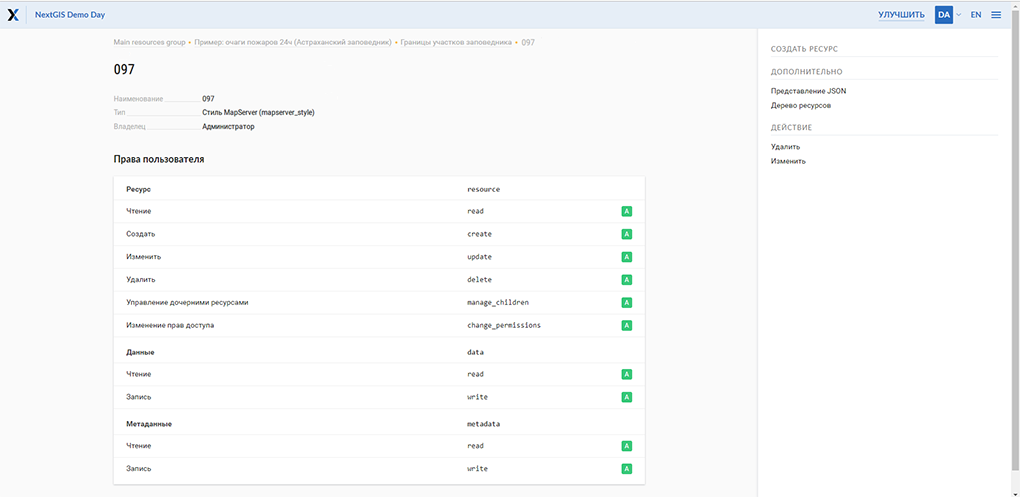 X NextGIS Demo Day УЛУЧШИТЬ DA EN
Main resources group • Пример: очаги пожаров 24ч (Астраханский заповедник) • Границы участков заповедника • 097
097
Наименование 097
Тип Стиль MapServer (mapserver_style)
Владелец Администратор
Права пользователя
Ресурс resource
Чтение read A
Создать create A
Изменить update A
Удалить delete A
Управление дочерними ресурсами manage_children A
Изменение прав доступа change_permissions A
Данные data
Чтение read A
Запись write A
Метаданные metadata
Чтение read A
Запись write A
СОЗДАТЬ РЕСУРС
ДОПОЛНИТЕЛЬНО
Представление JSON
Дерево ресурсов
ДЕЙСТВИЕ
Удалить
Изменить